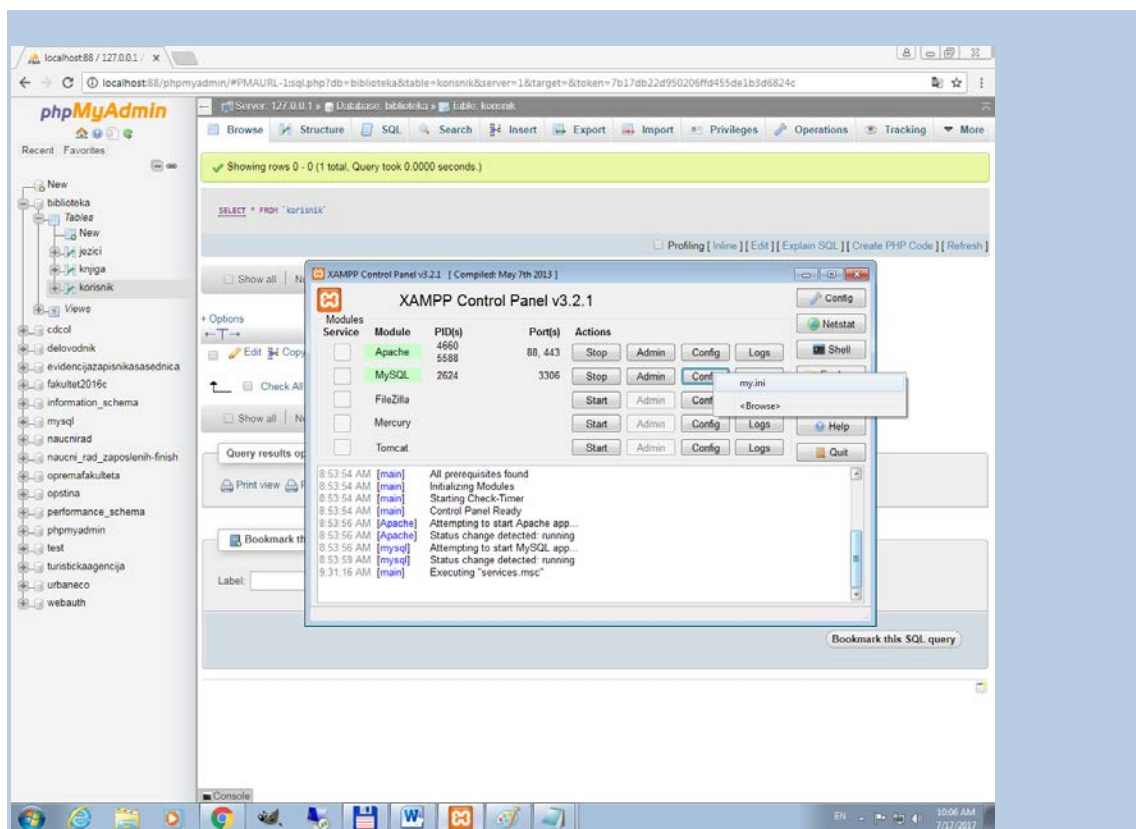 localhost:88 / 127.0.0.1 /
localhost:88/phpmyadmin/#PMAURL-1:sql.php?db=biblioteka&table=korisnik&server=1&target=&token=7b17db22d950206ffd455de1b3d6824c
phpMyAdmin
Recent Favorites
New
biblioteka
Tables
New
jezici
knjiga
korisnik
Views
cdcol
delovodnik
evidencijazapisnikasasednica
fakultet2016c
information_schema
mysql
naucnirad
naucni_rad_zaposlenih-finish
opremafakulteta
opstina
performance_schema
phpmyadmin
test
turistickaagencija
urbaneco
webauth
Server: 127.0.0.1 » Database: biblioteka » Table: korisnik
Browse Structure SQL Search Insert Export Import Privileges Operations Tracking More
Showing rows 0 - 0 (1 total, Query took 0.0000 seconds.)
SELECT * FROM `korisnik`
Profiling [ Inline ] [ Edit ] [ Explain SQL ] [ Create PHP Code ] [ Refresh ]
Show all
+ Options
Edit Copy
Check All
Show all
Query results op
Print view
Bookmark th
Label:
Bookmark this SQL query
Console
XAMPP Control Panel v3.2.1 [ Compiled: May 7th 2013 ]
XAMPP Control Panel v3.2.1
Modules
Service Module PID(s) Port(s) Actions
Apache 4660 5588 88, 443 Stop Admin Config Logs
MySQL 2624 3306 Stop Admin Conf
FileZilla Start Admin Conf
Mercury Start Admin Config Logs
Tomcat Start Admin Config Logs
Config
Netstat
Shell
Help
Quit
my.ini
<Browse>
8:53:54 AM [main] All prerequisites found
8:53:54 AM [main] Initializing Modules
8:53:54 AM [main] Starting Check-Timer
8:53:54 AM [main] Control Panel Ready
8:53:56 AM [Apache] Attempting to start Apache app...
8:53:56 AM [Apache] Status change detected: running
8:53:56 AM [mysql] Attempting to start MySQL app...
8:53:59 AM [mysql] Status change detected: running
9:31:16 AM [main] Executing "services.msc"
EN
10:06 AM
7/17/2017